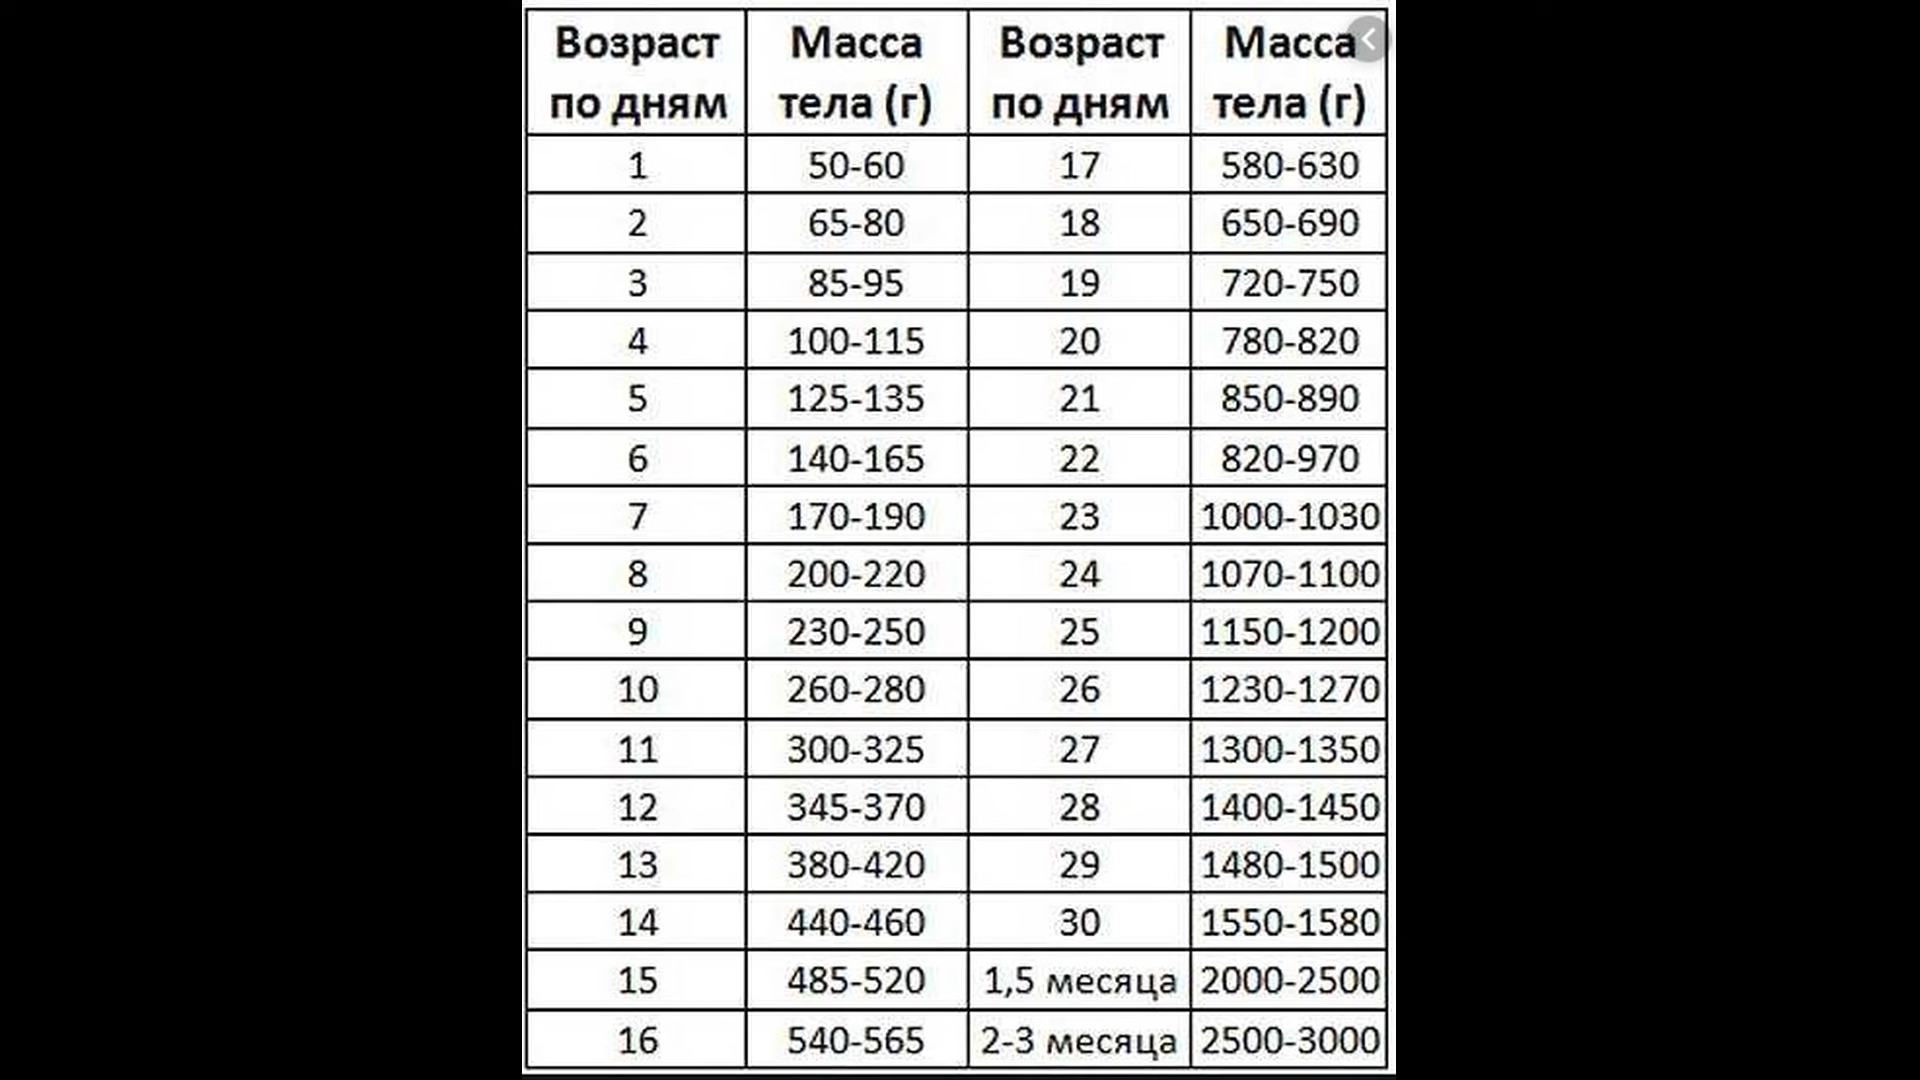 Возраст по дням Масса тела (г) Возраст по дням Масса тела (г)
1 50-60 17 580-630
2 65-80 18 650-690
3 85-95 19 720-750
4 100-115 20 780-820
5 125-135 21 850-890
6 140-165 22 820-970
7 170-190 23 1000-1030
8 200-220 24 1070-1100
9 230-250 25 1150-1200
10 260-280 26 1230-1270
11 300-325 27 1300-1350
12 345-370 28 1400-1450
13 380-420 29 1480-1500
14 440-460 30 1550-1580
15 485-520 1,5 месяца 2000-2500
16 540-565 2-3 месяца 2500-3000